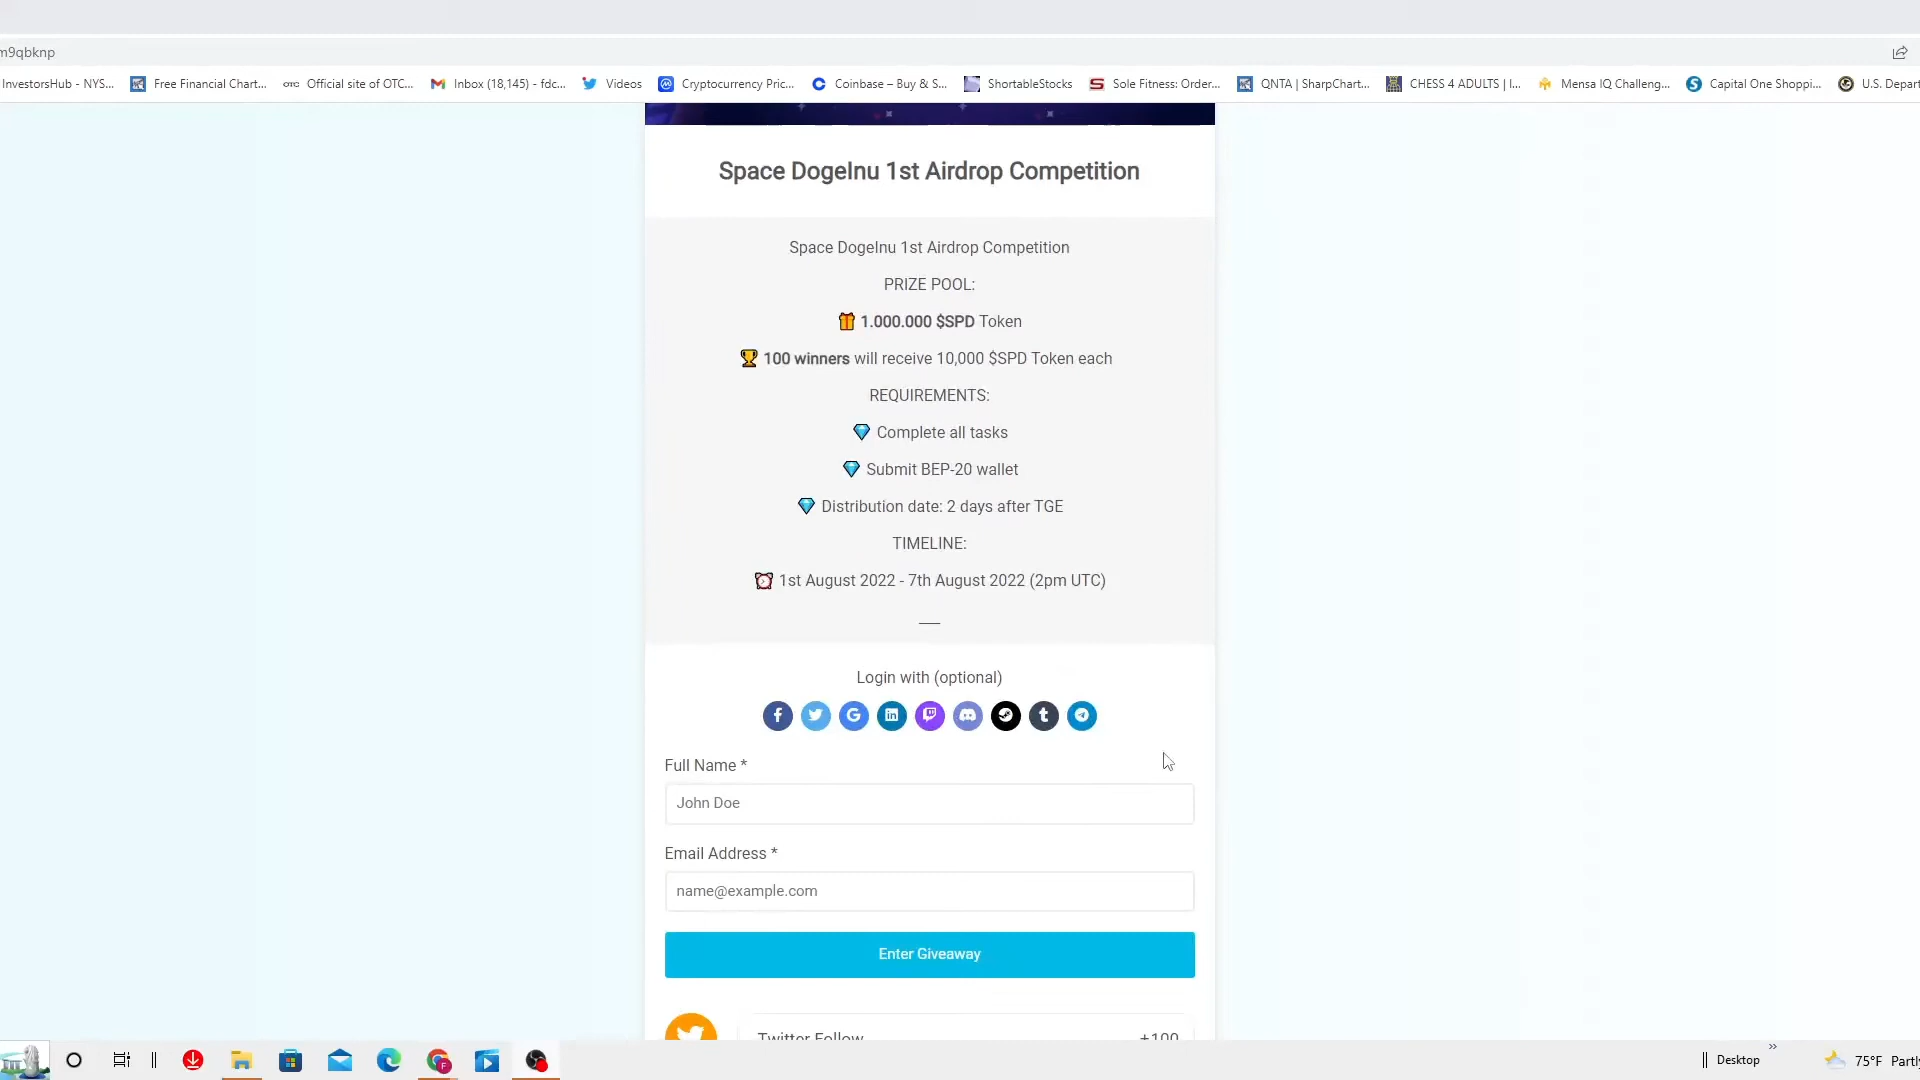 m9qbknp
InvestorsHub - NYS... Free Financial Chart... OTC Official site of OTC... Inbox (18,145) - fdc... Videos Cryptocurrency Pric... Coinbase – Buy & S... ShortableStocks Sole Fitness: Order... QNTA | SharpChart... CHESS 4 ADULTS | I... Mensa IQ Challeng... Capital One Shoppi... U.S. Depart
Space DogeInu 1st Airdrop Competition
Space DogeInu 1st Airdrop Competition
PRIZE POOL:
🎁 1.000.000 $SPD Token
🏆 100 winners will receive 10,000 $SPD Token each
REQUIREMENTS:
💎 Complete all tasks
💎 Submit BEP-20 wallet
💎 Distribution date: 2 days after TGE
TIMELINE:
⏰ 1st August 2022 - 7th August 2022 (2pm UTC)
Login with (optional)
Full Name *
John Doe
Email Address *
name@example.com
Enter Giveaway
Twitter Follow +100
Desktop 75°F Partly